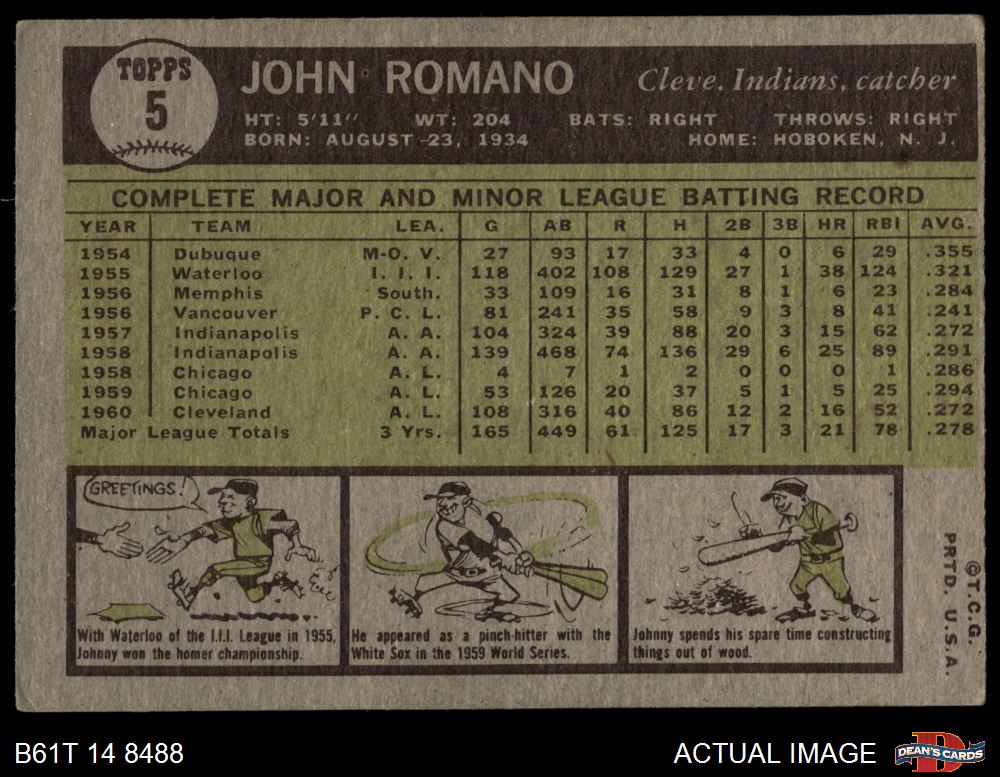 TOPPS
5
JOHN ROMANO
Cleve. Indians, catcher
HT: 5'11" WT: 204 BATS: RIGHT THROWS: RIGHT
BORN: AUGUST 23, 1934 HOME: HOBOKEN, N. J.
COMPLETE MAJOR AND MINOR LEAGUE BATTING RECORD
YEAR TEAM LEA. G AB R H 2B 3B HR RBI AVG.
1954 Dubuque M-O. V. 27 93 17 33 4 0 6 29 .355
1955 Waterloo I. I. I. 118 402 108 129 27 1 38 124 .321
1956 Memphis South. 33 109 16 31 8 1 6 23 .284
1956 Vancouver P. C. L. 81 241 35 58 9 3 8 41 .241
1957 Indianapolis A. A. 104 324 39 88 20 3 15 62 .272
1958 Indianapolis A. A. 139 468 74 136 29 6 25 89 .291
1958 Chicago A. L. 4 7 1 2 0 0 0 1 .286
1959 Chicago A. L. 53 126 20 37 5 1 5 25 .294
1960 Cleveland A. L. 108 316 40 86 12 2 16 52 .272
Major League Totals 3 Yrs. 165 449 61 125 17 3 21 78 .278
GREETINGS!
With Waterloo of the I.I.I. League in 1955,
Johnny won the homer championship.
He appeared as a pinch-hitter with the
White Sox in the 1959 World Series.
Johnny spends his spare time constructing
things out of wood.
©T.C.G.
PRTD. U.S.A.
B61T 14 8488
ACTUAL IMAGE
DEAN'S CARDS